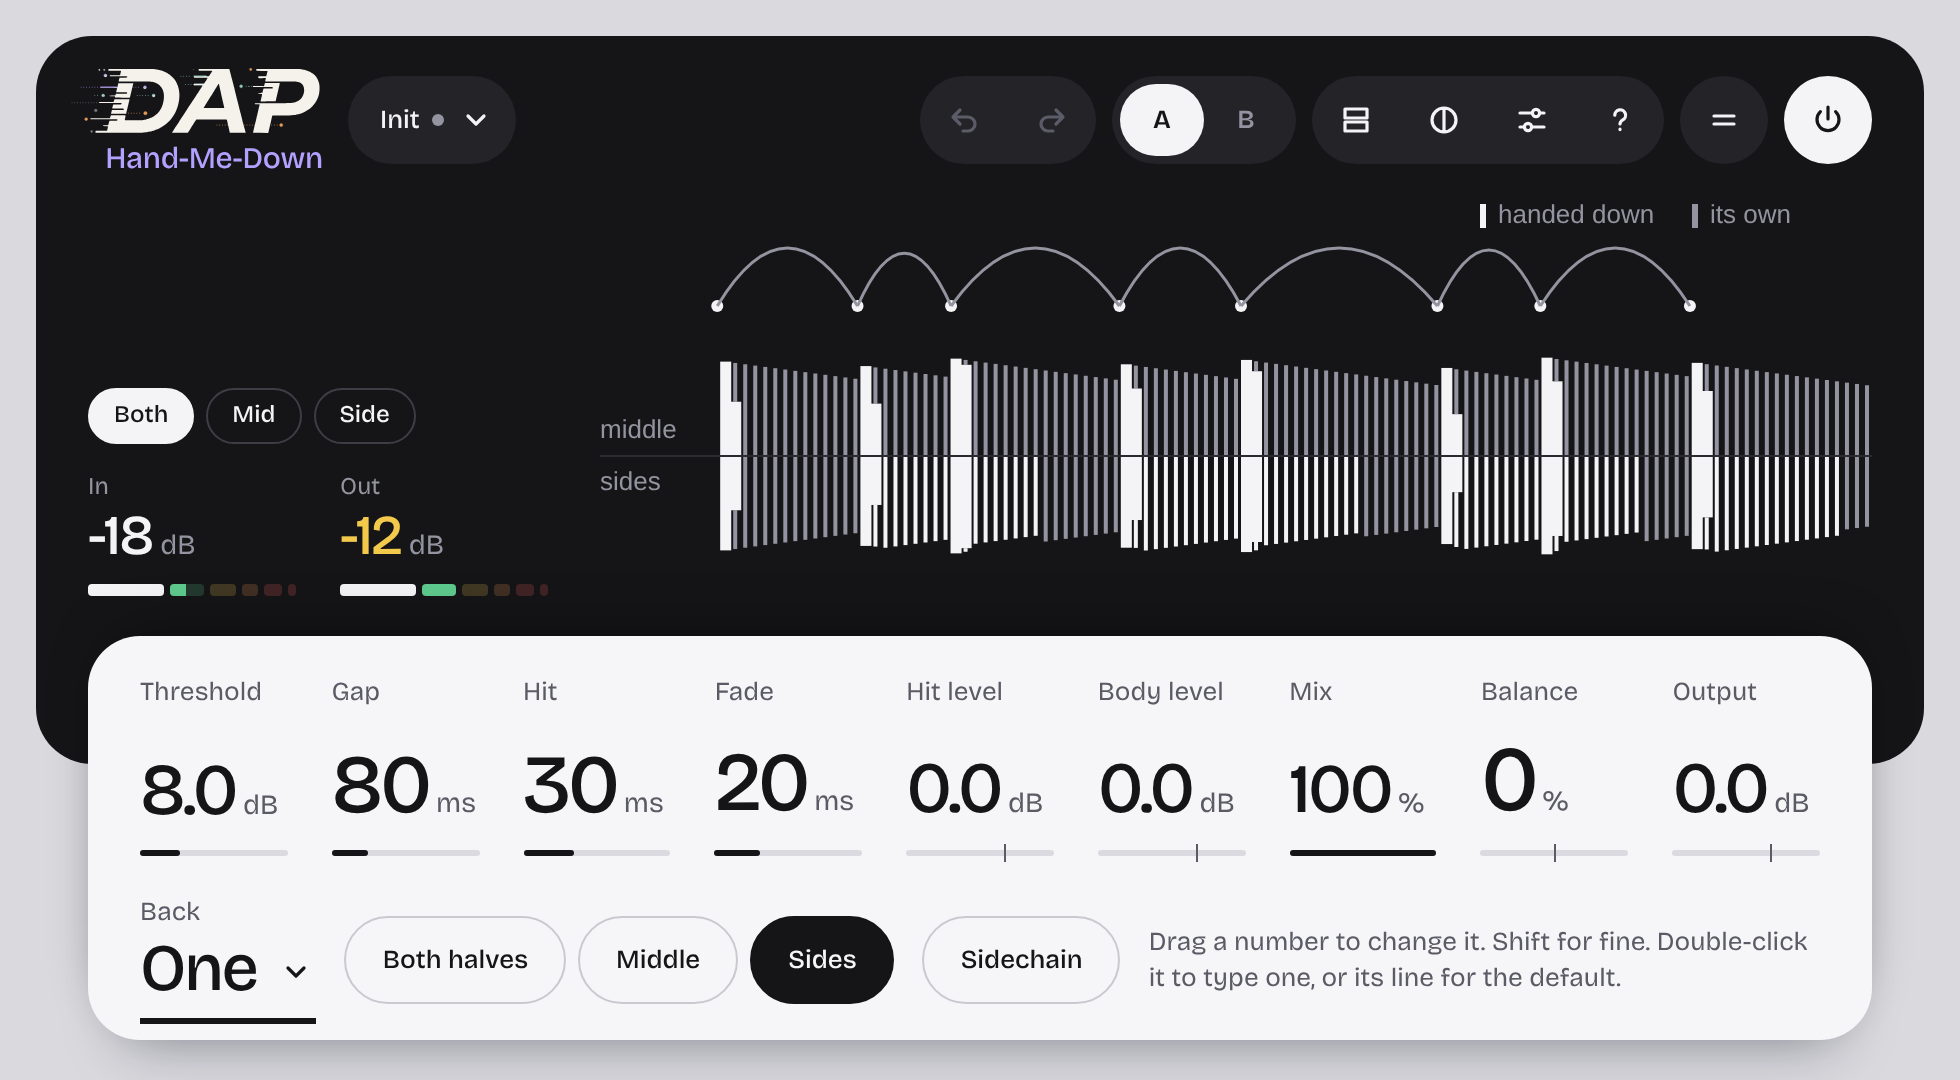 DAP
Hand-Me-Down
Init
A
B
?
handed down
its own
Both
Mid
Side
middle
sides
In
Out
-18 dB
-12 dB
Threshold
Gap
Hit
Fade
Hit level
Body level
Mix
Balance
Output
8.0 dB
80 ms
30 ms
20 ms
0.0 dB
0.0 dB
100 %
0 %
0.0 dB
Back
One
Both halves
Middle
Sides
Sidechain
Drag a number to change it. Shift for fine. Double-click
it to type one, or its line for the default.